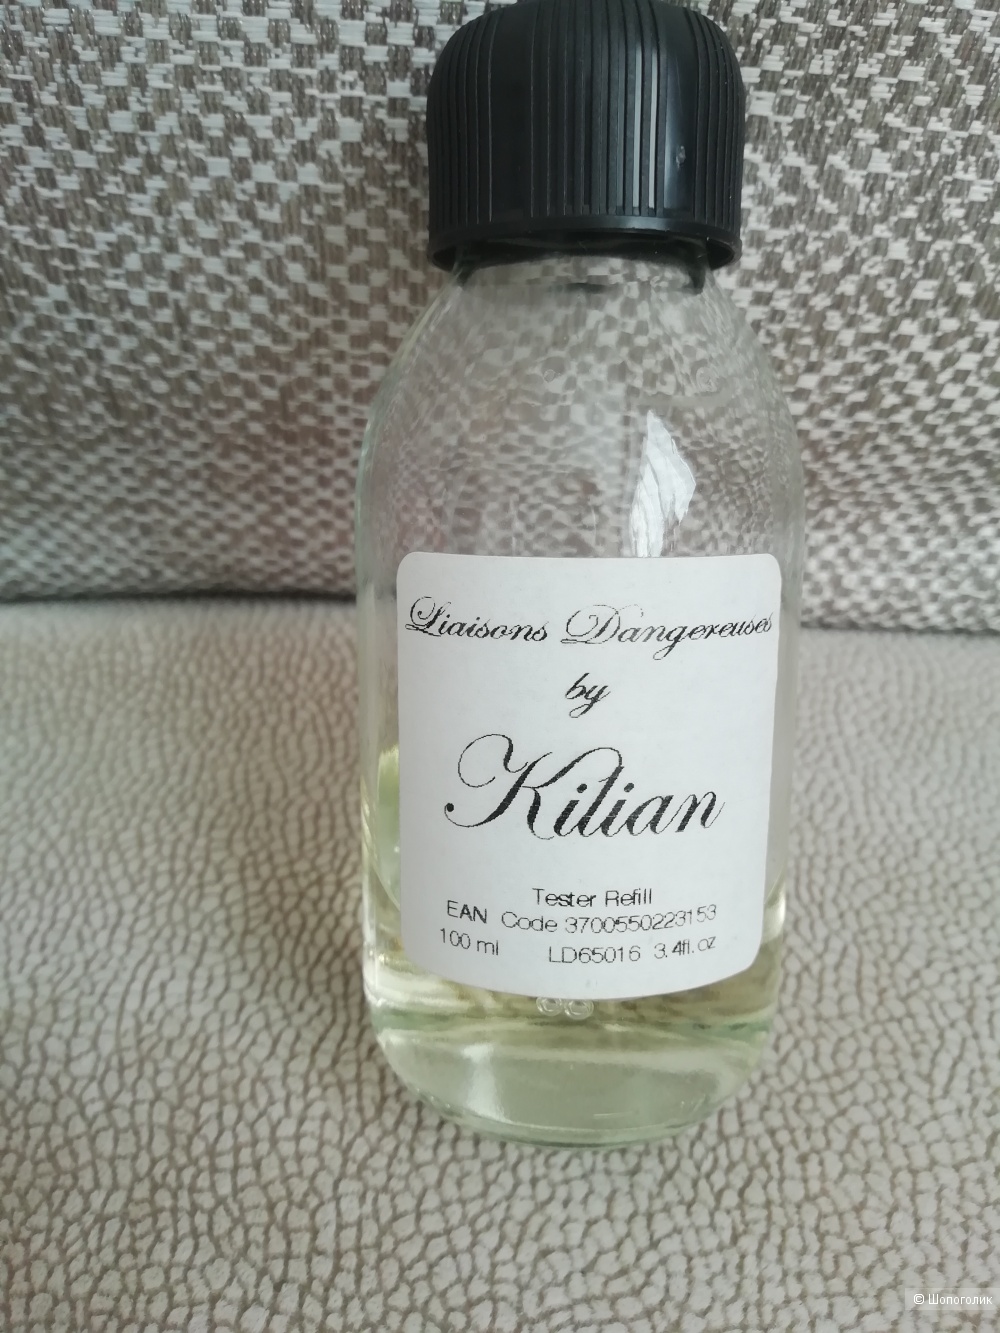 Liaisons Dangereuses
by
Kilian
Tester Refill
EAN Code 3700550223153
100 ml LD65016 3.4fl.oz
© Шопоголик